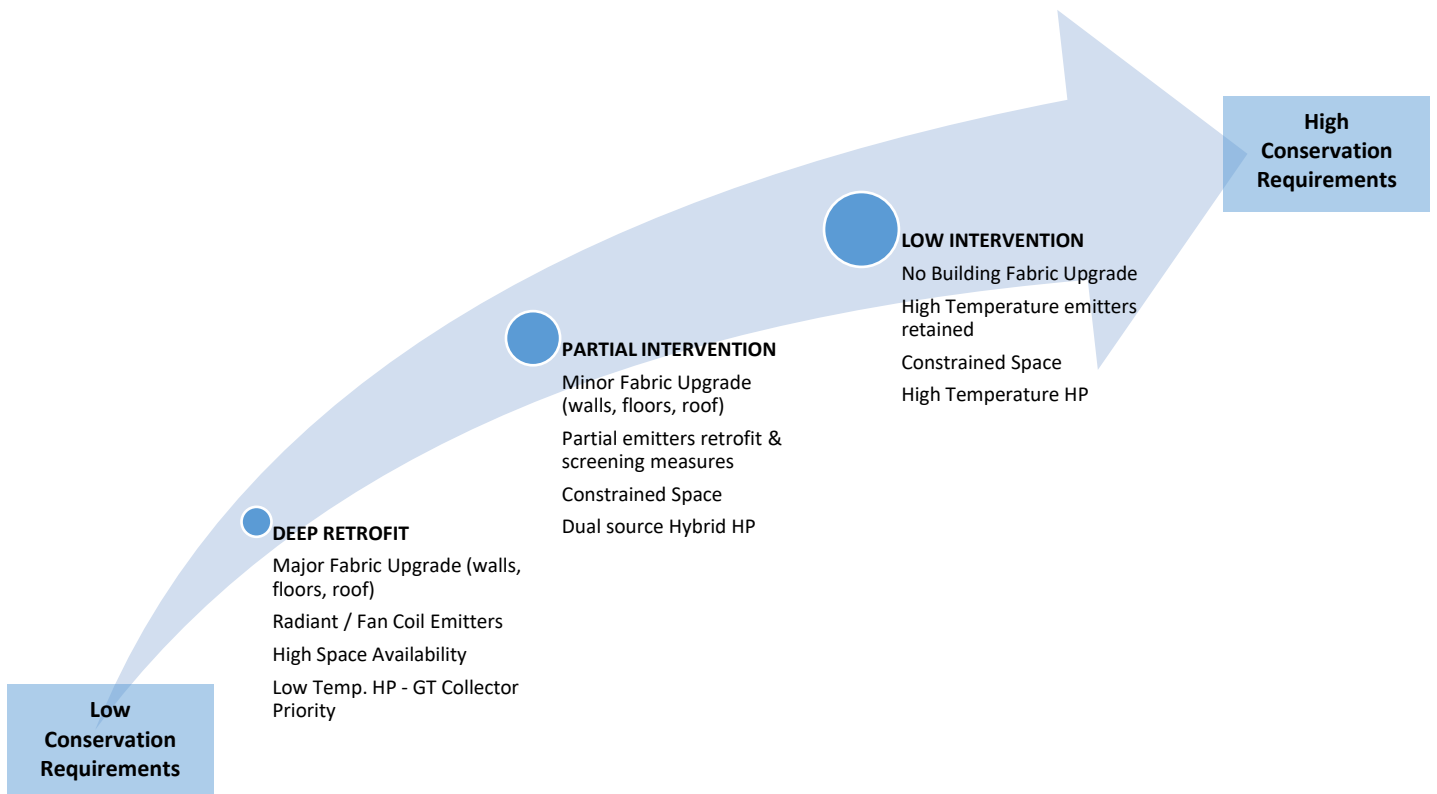 High
Conservation
Requirements
LOW INTERVENTION
No Building Fabric Upgrade
High Temperature emitters
retained
Constrained Space
High Temperature HP
PARTIAL INTERVENTION
Minor Fabric Upgrade
(walls, floors, roof)
Partial emitters retrofit &
screening measures
Constrained Space
Dual source Hybrid HP
DEEP RETROFIT
Major Fabric Upgrade (walls,
floors, roof)
Radiant / Fan Coil Emitters
High Space Availability
Low Temp. HP - GT Collector
Priority
Low
Conservation
Requirements